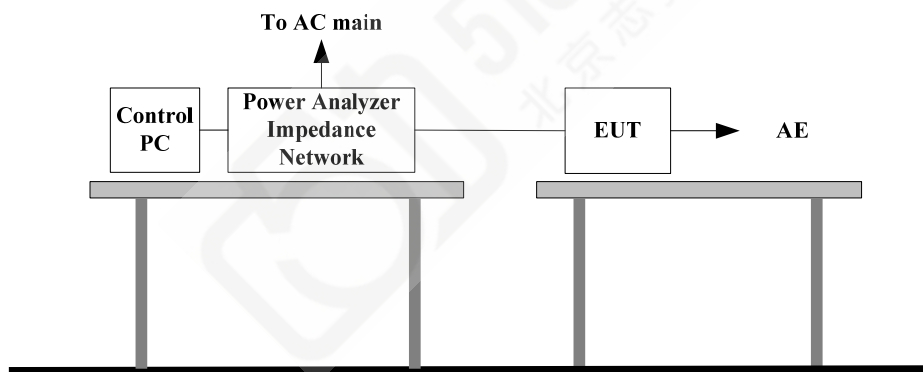 To AC main
Control
PC
Power Analyzer
Impedance
Network
EUT
AE